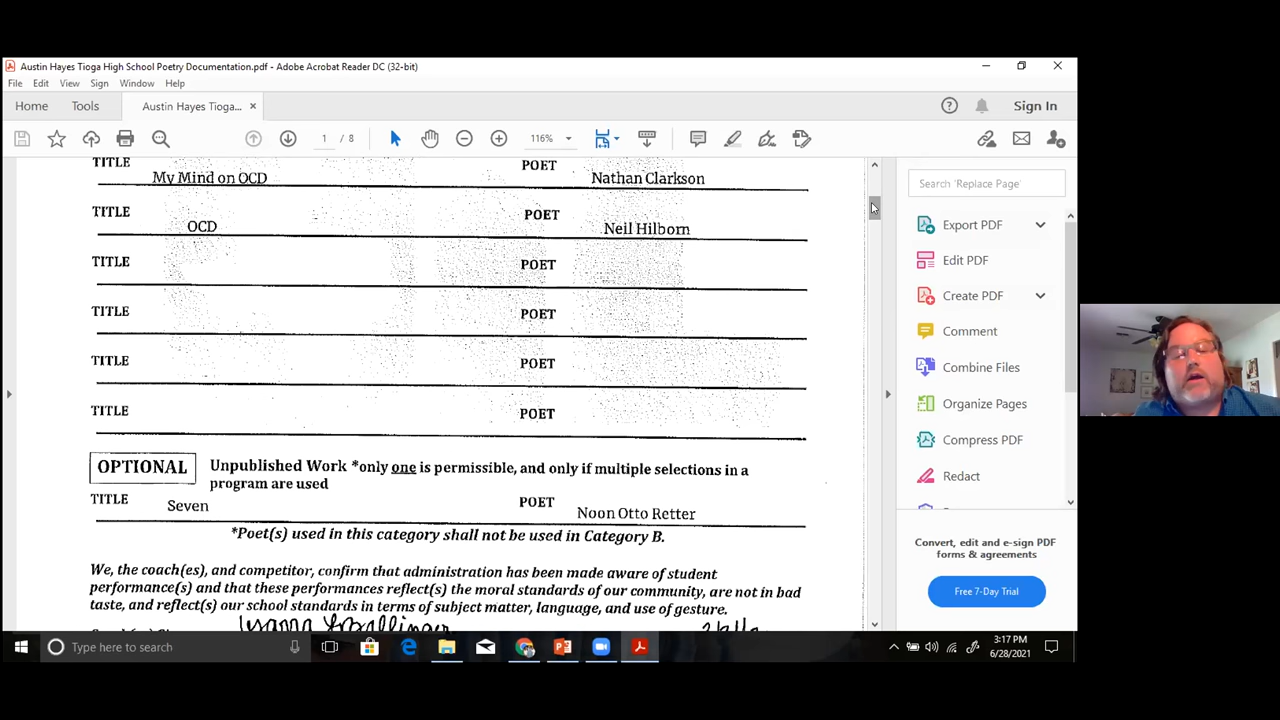 Austin Hayes Tioga High School Poetry Documentation.pdf - Adobe Acrobat Reader DC (32-bit)
File Edit View Sign Window Help
Home Tools Austin Hayes Tioga... × Sign In
1 / 8 116%
TITLE My Mind on OCD POET Nathan Clarkson
TITLE OCD POET Neil Hilborn
TITLE POET
TITLE POET
TITLE POET
TITLE POET
OPTIONAL Unpublished Work *only one is permissible, and only if multiple selections in a
program are used
TITLE Seven POET Noon Otto Retter
*Poet(s) used in this category shall not be used in Category B.
We, the coach(es), and competitor, confirm that administration has been made aware of student
performance(s) and that these performances reflect(s) the moral standards of our community, are not in bad
taste, and reflect(s) our school standards in terms of subject matter, language, and use of gesture.
Search 'Replace Page'
Export PDF
Edit PDF
Create PDF
Comment
Combine Files
Organize Pages
Compress PDF
Redact
Convert, edit and e-sign PDF
forms & agreements
Free 7-Day Trial
Type here to search
3:17 PM
6/28/2021